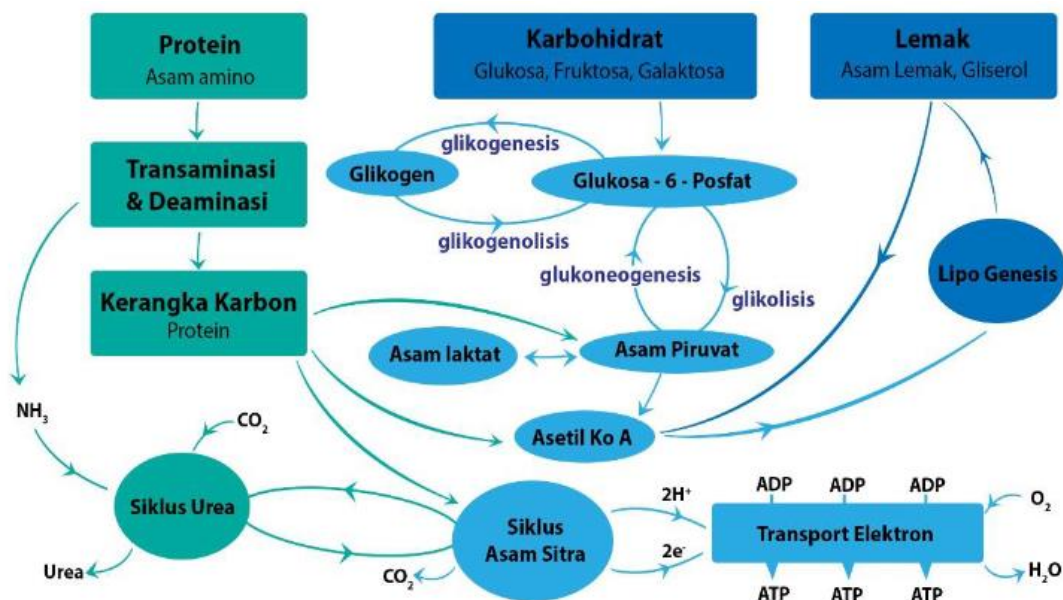 Protein
Asam amino
Karbohidrat
Glukosa, Fruktosa, Galaktosa
Lemak
Asam Lemak, Gliserol
glikogenesis
Transaminasi
& Deaminasi
Glikogen
Glukosa - 6 - Posfat
glikogenolisis
glukoneogenesis
glikolisis
Lipo Genesis
Kerangka Karbon
Protein
Asam laktat
Asam Piruvat
NH₃
CO₂
Asetil Ko A
Siklus Urea
Siklus
Asam Sitra
2H⁺
2e⁻
ADP ADP ADP
Transport Elektron
O₂
Urea
CO₂
ATP ATP ATP
H₂O